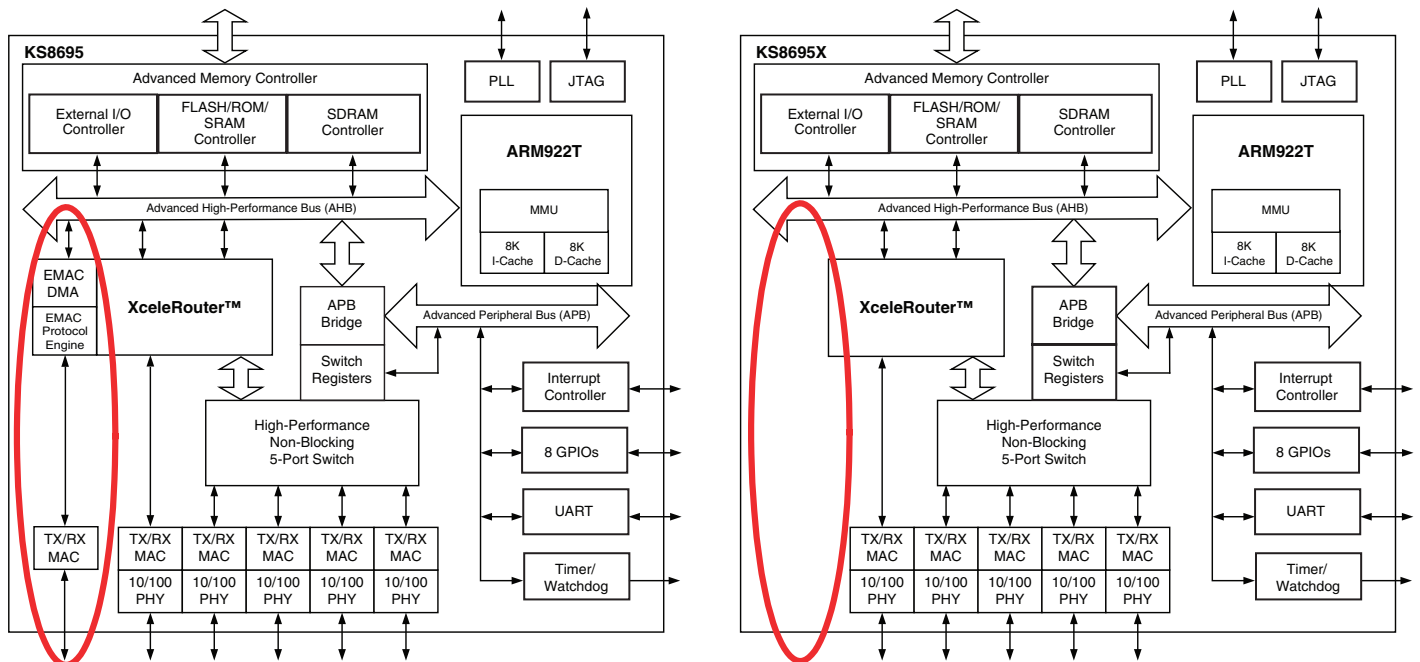 KS8695
Advanced Memory Controller
External I/O
Controller
FLASH/ROM/
SRAM
Controller
SDRAM
Controller
PLL
JTAG
ARM922T
MMU
8K
I-Cache
8K
D-Cache
Advanced High-Performance Bus (AHB)
EMAC
DMA
EMAC
Protocol
Engine
XceleRouter™
APB
Bridge
Advanced Peripheral Bus (APB)
Switch
Registers
High-Performance
Non-Blocking
5-Port Switch
Interrupt
Controller
8 GPIOs
UART
Timer/
Watchdog
TX/RX
MAC
TX/RX
MAC
TX/RX
MAC
TX/RX
MAC
TX/RX
MAC
TX/RX
MAC
10/100
PHY
10/100
PHY
10/100
PHY
10/100
PHY
10/100
PHY
KS8695X
Advanced Memory Controller
External I/O
Controller
FLASH/ROM/
SRAM
Controller
SDRAM
Controller
PLL
JTAG
ARM922T
MMU
8K
I-Cache
8K
D-Cache
Advanced High-Performance Bus (AHB)
XceleRouter™
APB
Bridge
Advanced Peripheral Bus (APB)
Switch
Registers
High-Performance
Non-Blocking
5-Port Switch
Interrupt
Controller
8 GPIOs
UART
Timer/
Watchdog
TX/RX
MAC
TX/RX
MAC
TX/RX
MAC
TX/RX
MAC
TX/RX
MAC
10/100
PHY
10/100
PHY
10/100
PHY
10/100
PHY
10/100
PHY